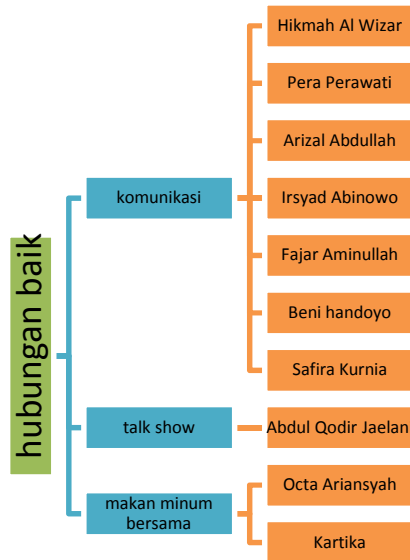 hubungan baik
komunikasi
Hikmah Al Wizar
Pera Perawati
Arizal Abdullah
Irsyad Abinowo
Fajar Aminullah
Beni handoyo
Safira Kurnia
talk show
Abdul Qodir Jaelan
makan minum
bersama
Octa Ariansyah
Kartika